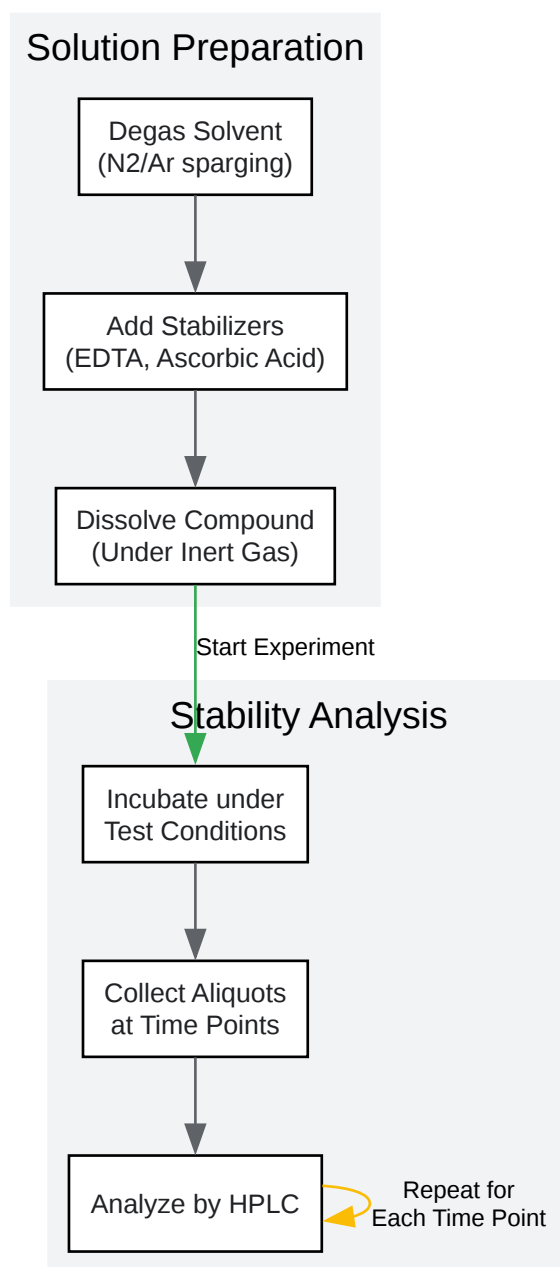 Solution Preparation
Degas Solvent
(N2/Ar sparging)
Add Stabilizers
(EDTA, Ascorbic Acid)
Dissolve Compound
(Under Inert Gas)
Start Experiment
Stability Analysis
Incubate under
Test Conditions
Collect Aliquots
at Time Points
Analyze by HPLC
Repeat for
Each Time Point